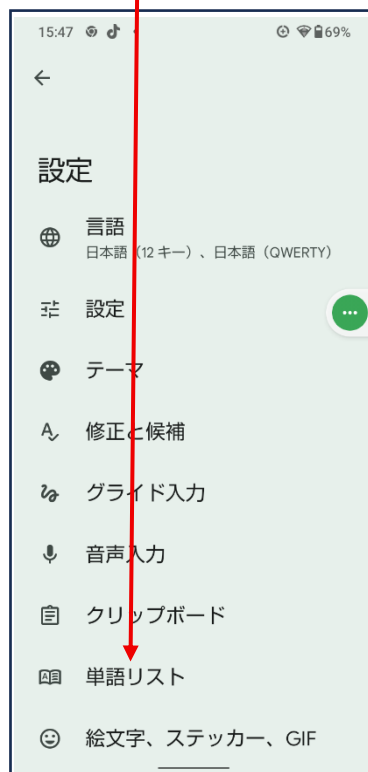 15:47 69%
設定
言語
日本語（12 キー）、日本語（QWERTY）
設定
テーマ
修正と候補
グライド入力
音声入力
クリップボード
単語リスト
絵文字、ステッカー、GIF